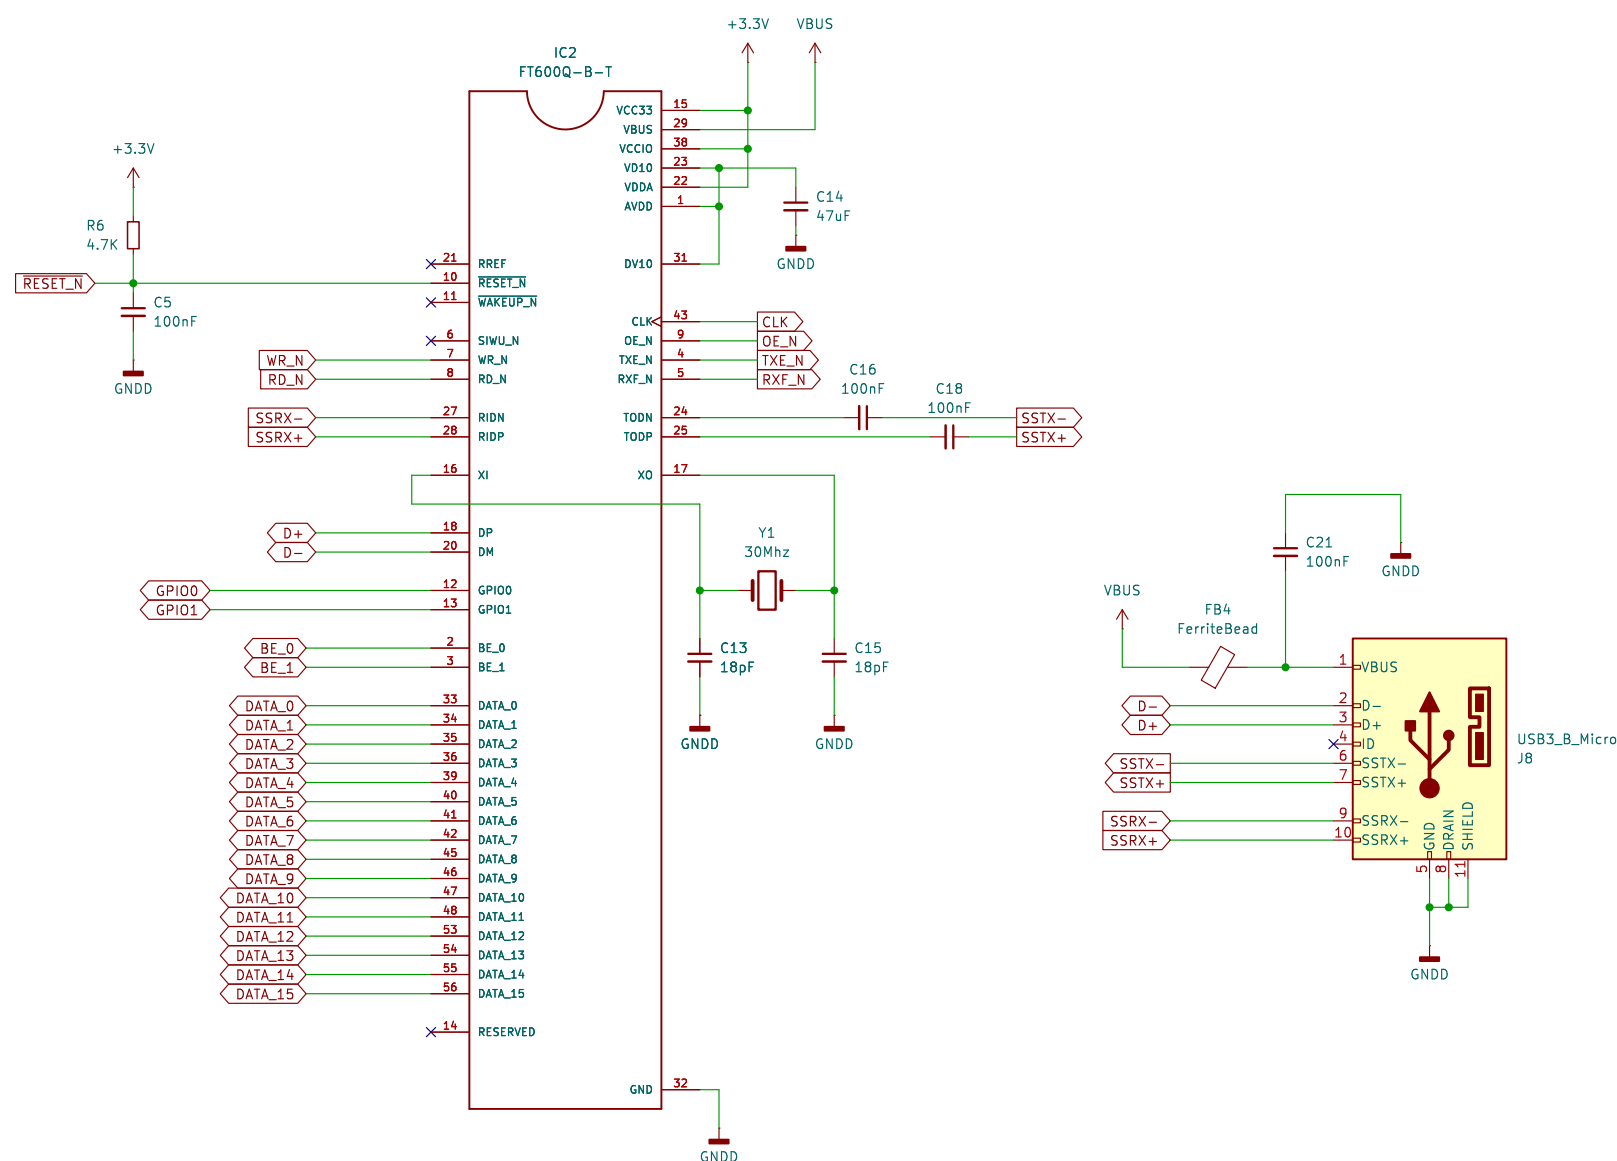 +3.3V
VBUS
IC2
FT600Q-B-T
+3.3V
R6
4.7K
RESET_N
C5
100nF
GNDD
WR_N
RD_N
SSRX-
SSRX+
D+
D-
GPIO0
GPIO1
BE_0
BE_1
DATA_0
DATA_1
DATA_2
DATA_3
DATA_4
DATA_5
DATA_6
DATA_7
DATA_8
DATA_9
DATA_10
DATA_11
DATA_12
DATA_13
DATA_14
DATA_15
21 RREF
10 RESET_N
11 WAKEUP_N
6 SIWU_N
7 WR_N
8 RD_N
27 RIDN
28 RIDP
16 XI
18 DP
20 DM
12 GPIO0
13 GPIO1
2 BE_0
3 BE_1
33 DATA_0
34 DATA_1
35 DATA_2
36 DATA_3
39 DATA_4
40 DATA_5
41 DATA_6
42 DATA_7
45 DATA_8
46 DATA_9
47 DATA_10
48 DATA_11
53 DATA_12
54 DATA_13
55 DATA_14
56 DATA_15
14 RESERVED
VCC33 15
VBUS 29
VCCIO 38
VD10 23
VDDA 22
AVDD 1
DV10 31
CLK 43
OE_N 9
TXE_N 4
RXF_N 5
TODN 24
TODP 25
XO 17
GND 32
C14
47uF
GNDD
CLK
OE_N
TXE_N
RXF_N
C16
100nF
C18
100nF
SSTX-
SSTX+
Y1
30Mhz
C13
18pF
C15
18pF
GNDD
GNDD
GNDD
C21
100nF
GNDD
VBUS
FB4
FerriteBead
D-
D+
SSTX-
SSTX+
SSRX-
SSRX+
1 VBUS
2 D-
3 D+
4 ID
6 SSTX-
7 SSTX+
9 SSRX-
10 SSRX+
5 GND
8 DRAIN
11 SHIELD
USB3_B_Micro
J8
GNDD